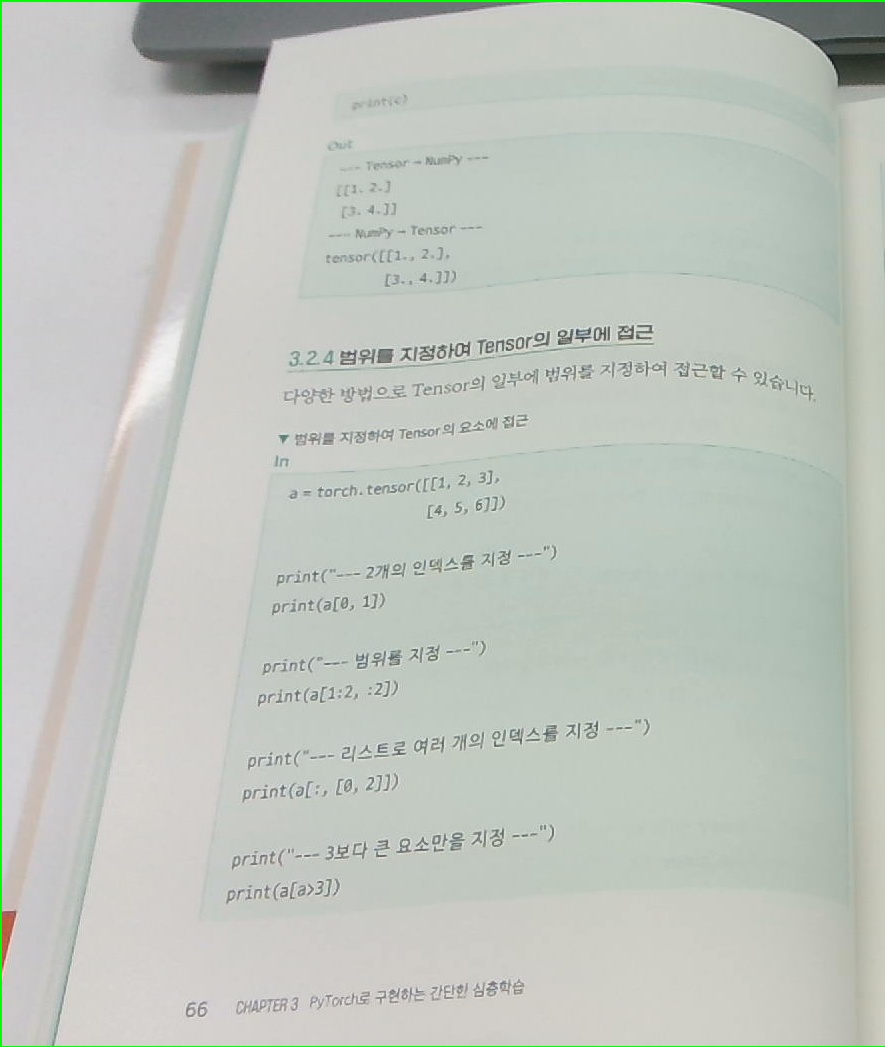 print(c)
Out
--- Tensor → NumPy ---
[[1. 2.]
[3. 4.]]
--- NumPy → Tensor ---
tensor([[1., 2.],
[3., 4.]])
3.2.4 범위를 지정하여 Tensor의 일부에 접근
다양한 방법으로 Tensor의 일부에 범위를 지정하여 접근할 수 있습니다.
▼ 범위를 지정하여 Tensor의 요소에 접근
In
a = torch.tensor([[1, 2, 3],
[4, 5, 6]])
print("--- 2개의 인덱스를 지정 ---")
print(a[0, 1])
print("--- 범위를 지정 ---")
print(a[1:2, :2])
print("--- 리스트로 여러 개의 인덱스를 지정 ---")
print(a[:, [0, 2]])
print("--- 3보다 큰 요소만을 지정 ---")
print(a[a>3])
66 CHAPTER 3 PyTorch로 구현하는 간단한 심층학습